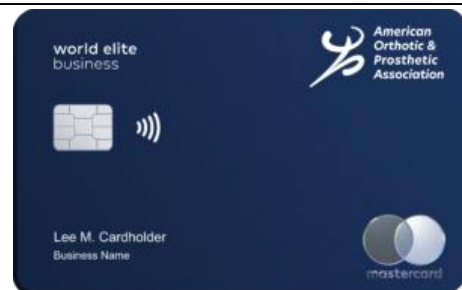 world elite
business
American
Orthotic &
Prosthetic
Association
Lee M. Cardholder
Business Name
mastercard